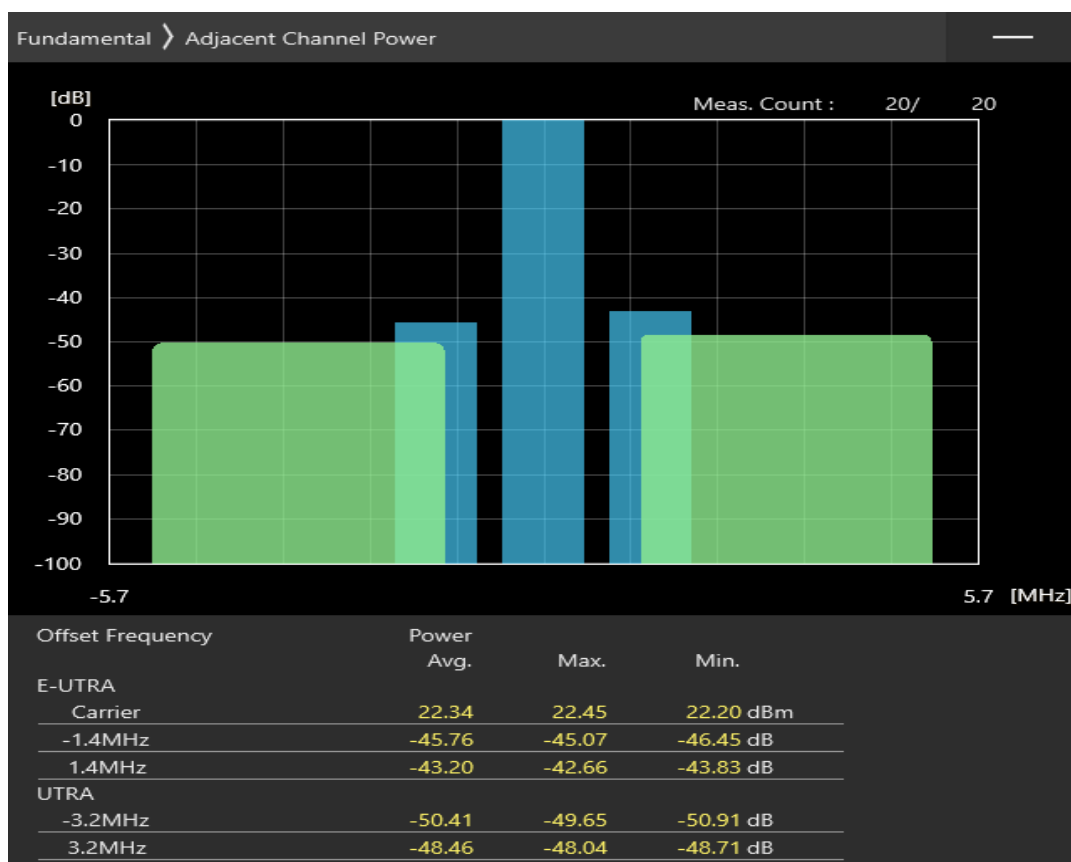 Fundamental ❯ Adjacent Channel Power
[dB]
Meas. Count : 20/ 20
0
-10
-20
-30
-40
-50
-60
-70
-80
-90
-100
-5.7 5.7 [MHz]
Offset Frequency Power
Avg. Max. Min.
E-UTRA
Carrier 22.34 22.45 22.20 dBm
-1.4MHz -45.76 -45.07 -46.45 dB
1.4MHz -43.20 -42.66 -43.83 dB
UTRA
-3.2MHz -50.41 -49.65 -50.91 dB
3.2MHz -48.46 -48.04 -48.71 dB